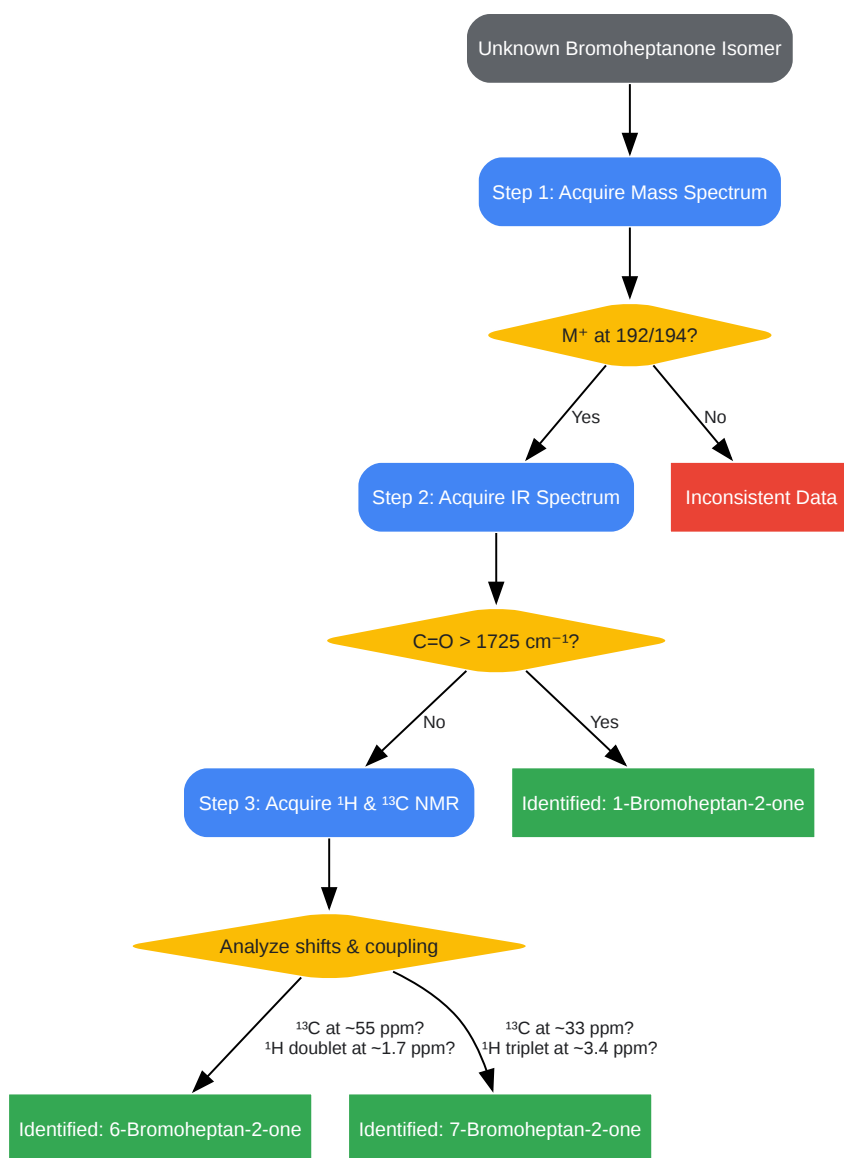 Unknown Bromoheptanone Isomer
Step 1: Acquire Mass Spectrum
M⁺ at 192/194?
Yes
No
Step 2: Acquire IR Spectrum
Inconsistent Data
C=O > 1725 cm⁻¹?
No
Yes
Step 3: Acquire ¹H & ¹³C NMR
Identified: 1-Bromoheptan-2-one
Analyze shifts & coupling
¹³C at ~55 ppm?
¹H doublet at ~1.7 ppm?
¹³C at ~33 ppm?
¹H triplet at ~3.4 ppm?
Identified: 6-Bromoheptan-2-one
Identified: 7-Bromoheptan-2-one